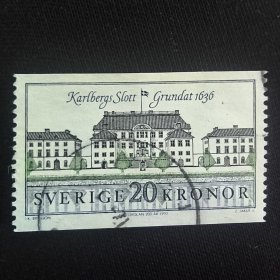 Karlbergs Slott Grundat 1636
SVERIGE 20 KRONOR